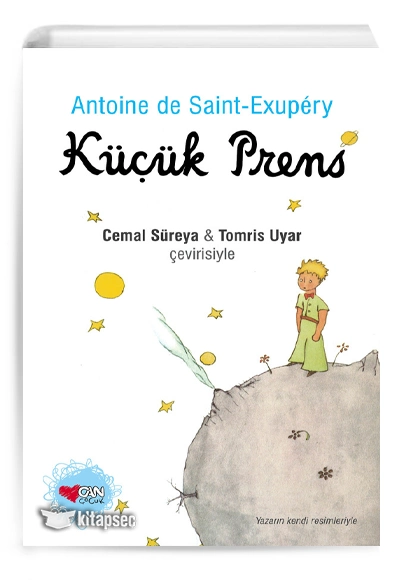 Antoine de Saint-Exupéry
Küçük Prens
Cemal Süreya & Tomris Uyar
çevirisiyle
CAN
çocuk
kitapseç
Yazarın kendi resimleriyle